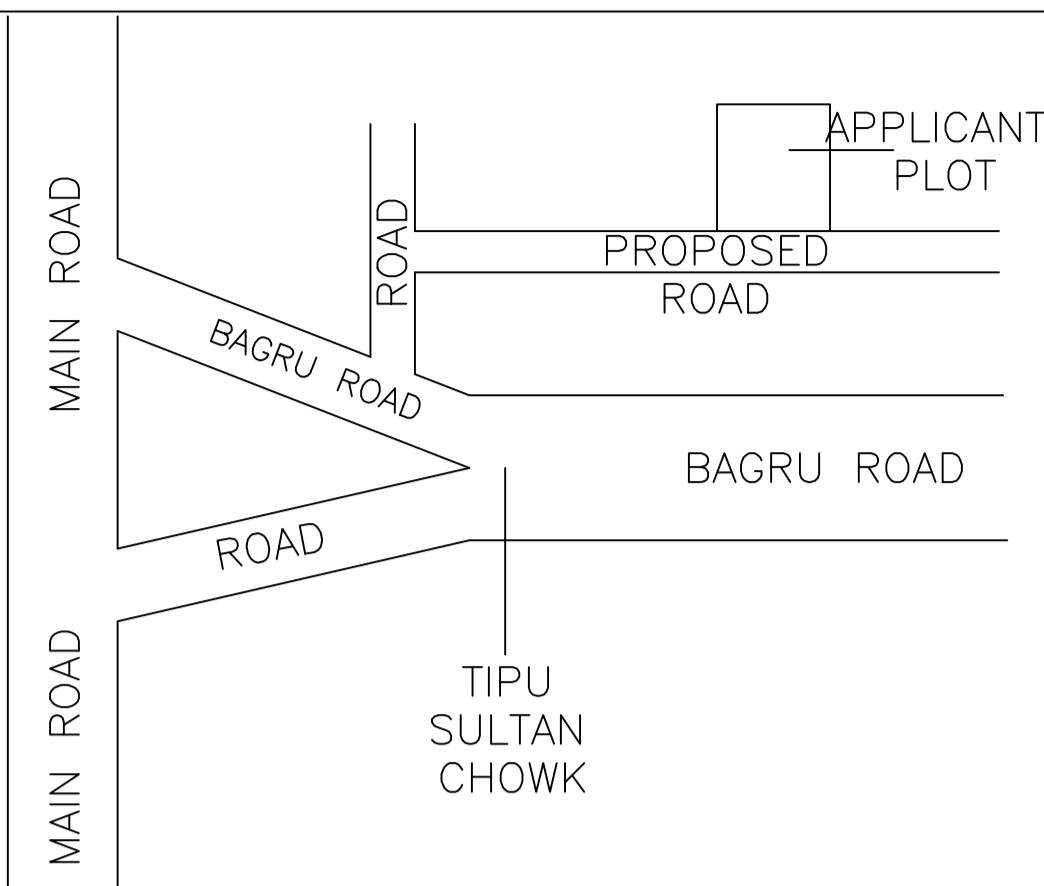 APPLICANT
PLOT
MAIN ROAD
ROAD
PROPOSED
ROAD
BAGRU ROAD
BAGRU ROAD
ROAD
MAIN ROAD
TIPU
SULTAN
CHOWK